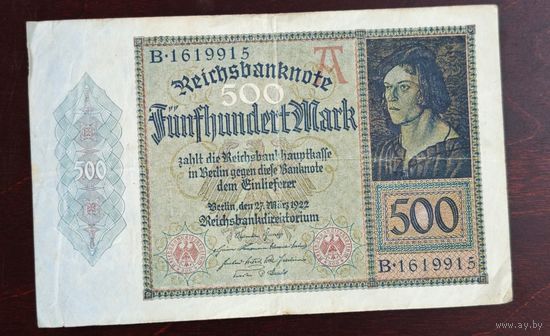 B·1619915
A
Reichsbanknote
500
Fünfhundert Mark
zahlt die Reichsbankhauptkasse
in Berlin gegen diese Banknote
dem Einlieferer
Berlin, den 27. März 1922
Reichsbankdirektorium
500
500
B·1619915
www.ay.by